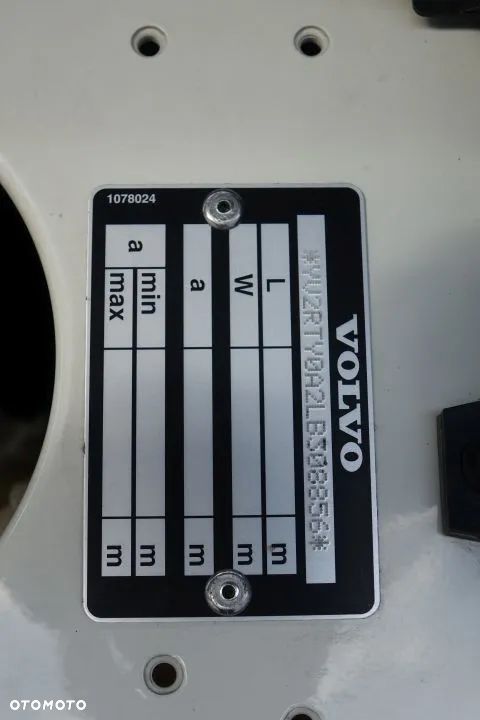 1078024
VOLVO
*YV2RTY0A2LB308856*
L m
W m
a m
a min m
max m
OTOMOTO